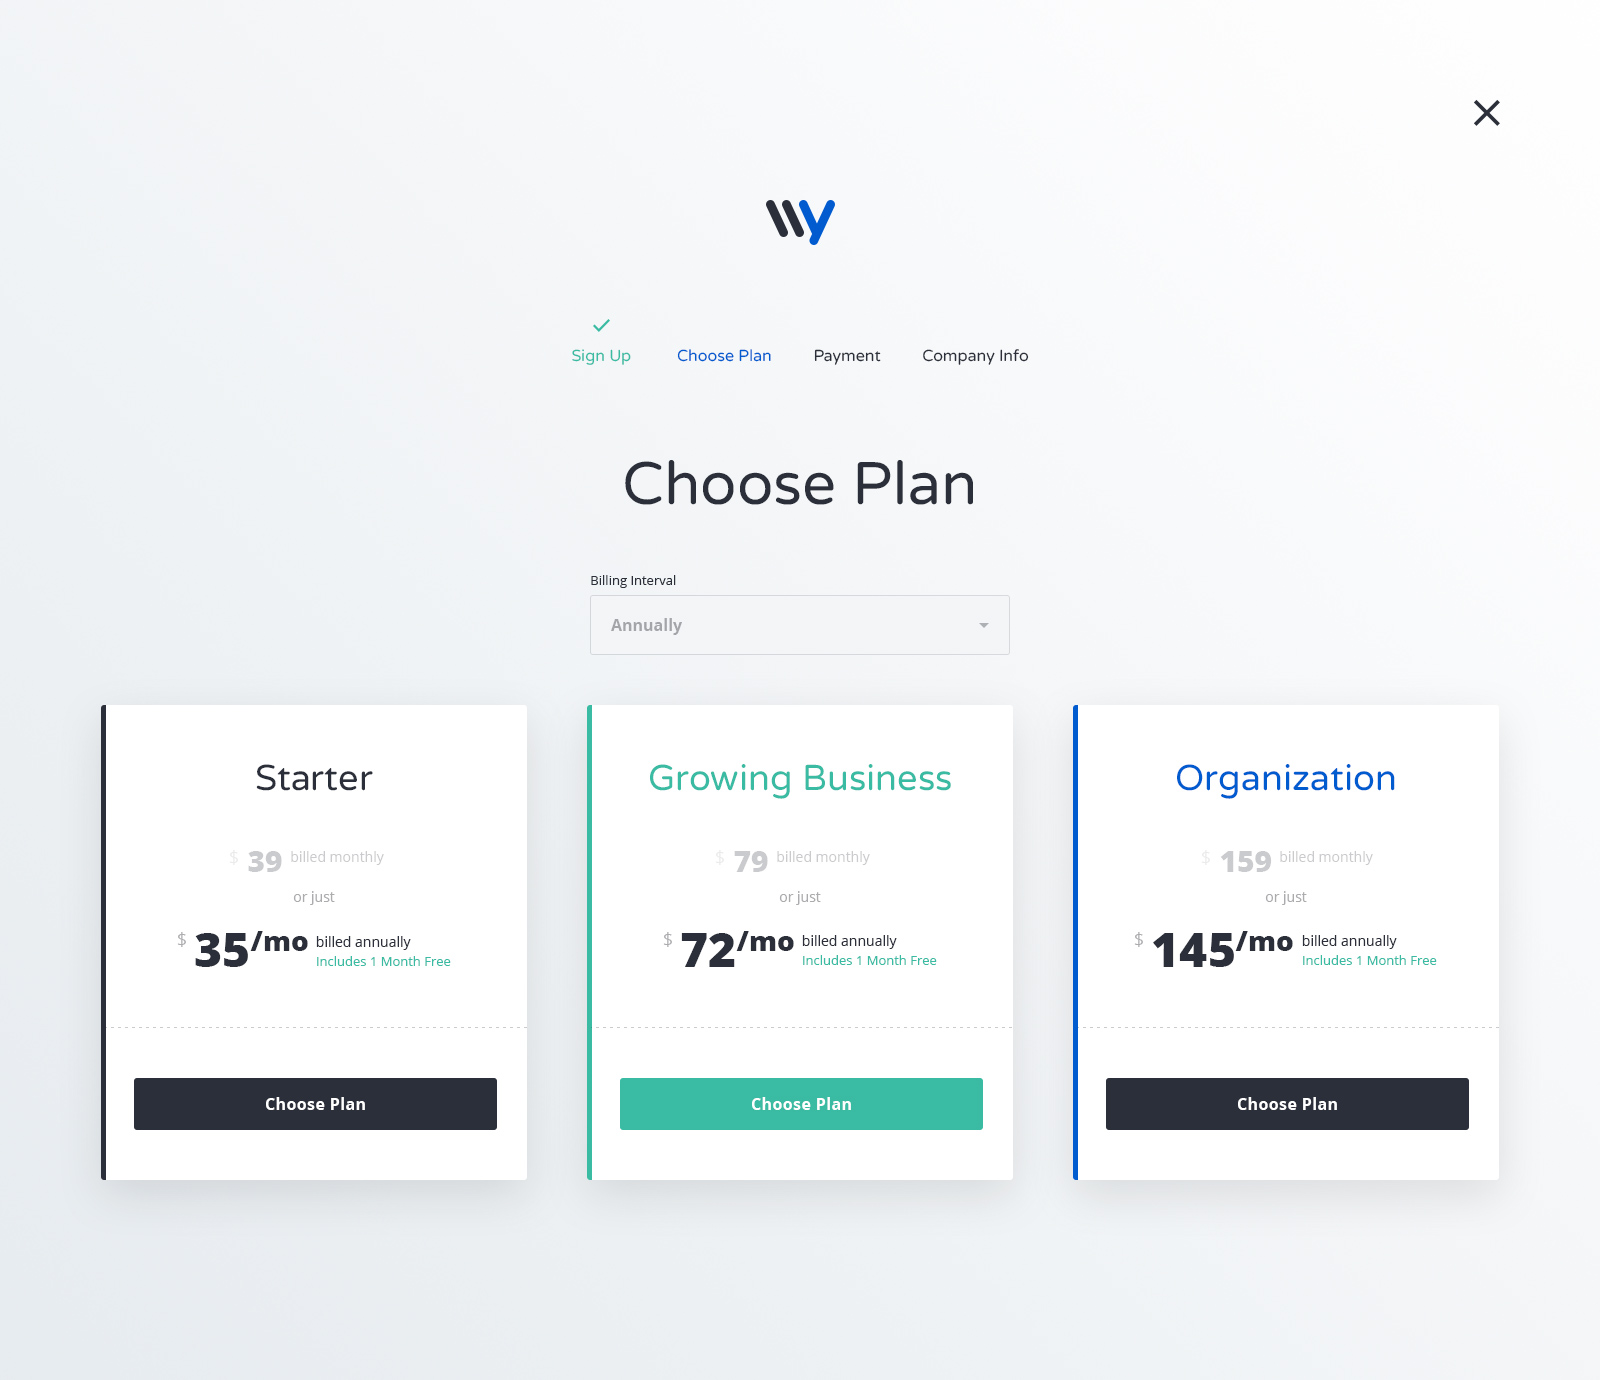 wy
Sign Up
Choose Plan
Payment
Company Info
Choose Plan
Billing Interval
Annually
Starter
$ 39 billed monthly
or just
$ 35/mo billed annually
Includes 1 Month Free
Choose Plan
Growing Business
$ 79 billed monthly
or just
$ 72/mo billed annually
Includes 1 Month Free
Choose Plan
Organization
$ 159 billed monthly
or just
$ 145/mo billed annually
Includes 1 Month Free
Choose Plan